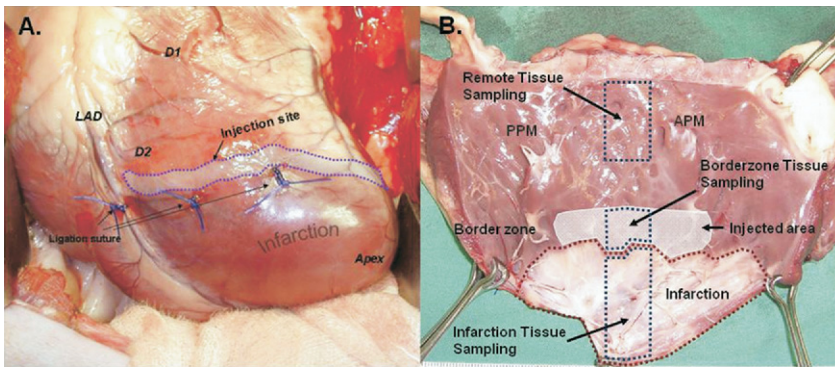 A.
D1
LAD
Injection site
D2
Ligation suture
Infarction
Apex
B.
Remote Tissue
Sampling
PPM
APM
Borderzone Tissue
Sampling
Border zone
Injected area
Infarction
Infarction Tissue
Sampling